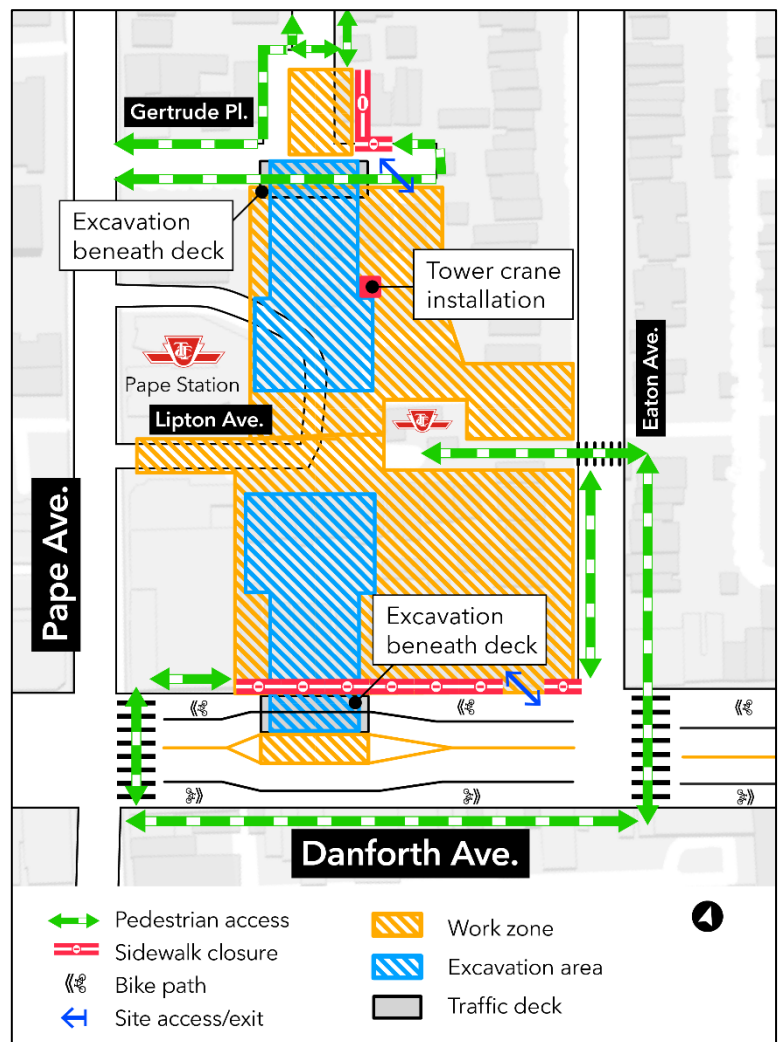 Gertrude Pl.
Excavation
beneath deck
Tower crane
installation
Pape Station
Lipton Ave.
Eaton Ave.
Pape Ave.
Excavation
beneath deck
Danforth Ave.
Pedestrian access
Sidewalk closure
Bike path
Site access/exit
Work zone
Excavation area
Traffic deck